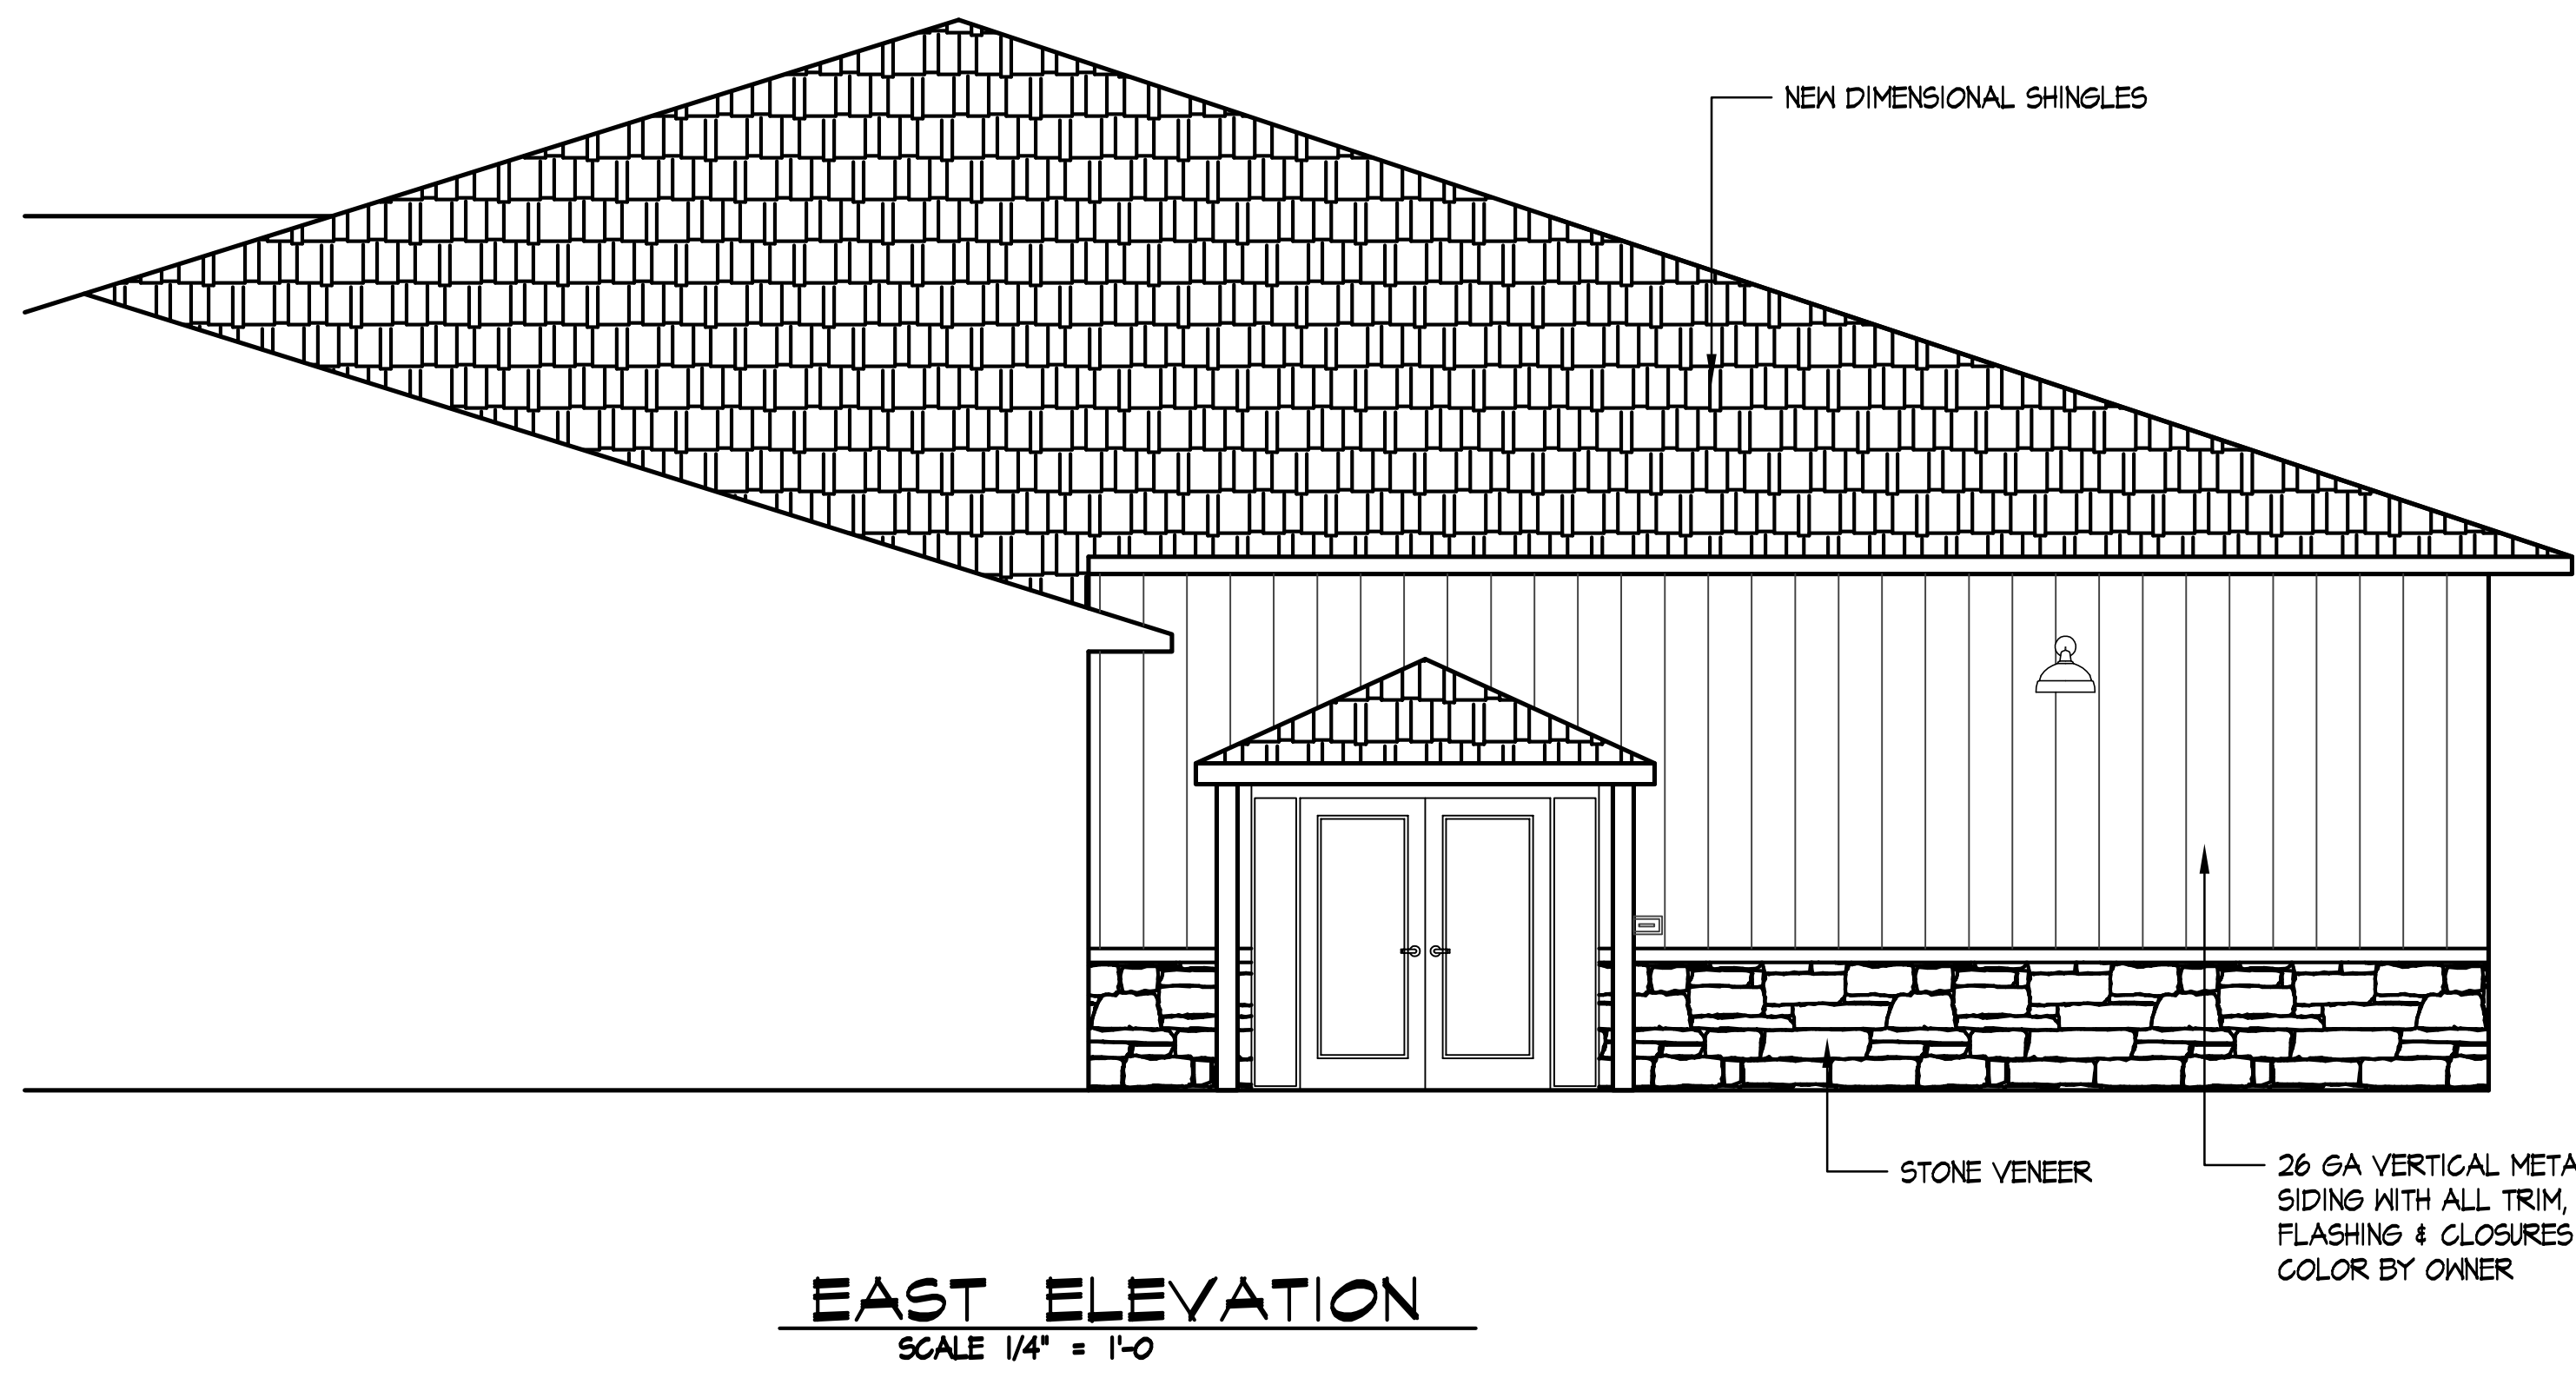 NEW DIMENSIONAL SHINGLES
STONE VENEER
26 GA VERTICAL META
SIDING WITH ALL TRIM,
FLASHING & CLOSURES
COLOR BY OWNER
EAST ELEVATION
SCALE 1/4" = 1'-0